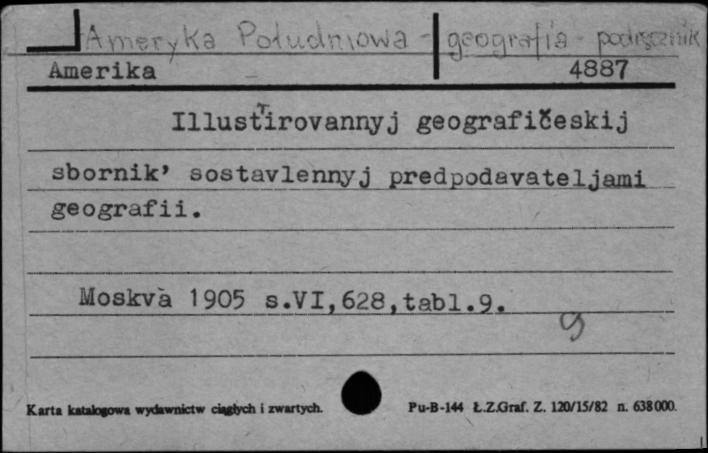 Ameryka Południowa - geografia - podręcznik
Amerika 4887
Illustrirovannyj geografičeskij
sbornik’ sostavlennyj predpodavateljami
geografii.
Moskva 1905 s.VI,628,tabl.9.
Karta katalogowa wydawnictw ciągłych i zwartych. Pu-B-144 Ł.Z.Graf. Z. 120/15/82 n. 638000.